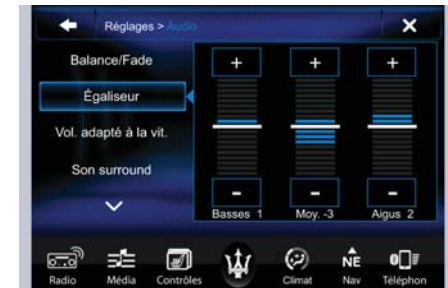 Réglages > Audio
Balance/Fade
Égaliseur
Vol. adapté à la vit.
Son surround
+ + +
- - -
Basses 1 Moy. -3 Aigus 2
Radio Média Contrôles Climat Nav Téléphon
NE